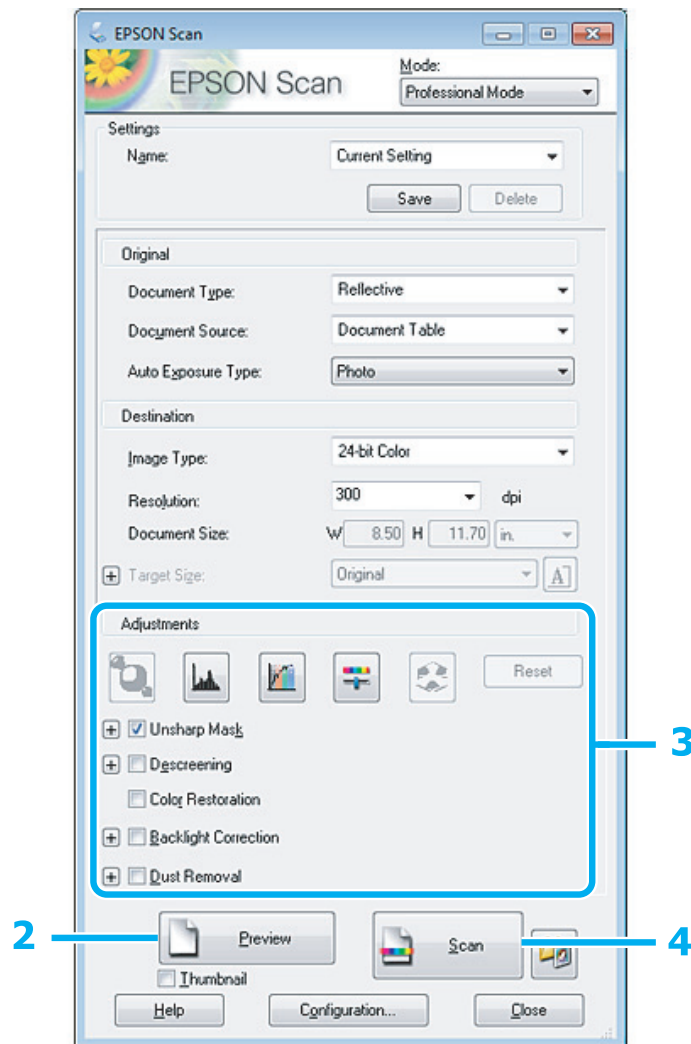 EPSON Scan
EPSON Scan
Mode:
Professional Mode
Settings
Name: Current Setting
Save Delete
Original
Document Type: Reflective
Document Source: Document Table
Auto Exposure Type: Photo
Destination
Image Type: 24-bit Color
Resolution: 300 dpi
Document Size: W 8.50 H 11.70 in.
Target Size: Original A
Adjustments
Reset
Unsharp Mask
3
Descreening
Color Restoration
Backlight Correction
Dust Removal
2 Preview Scan 4
Thumbnail
Help Configuration... Close